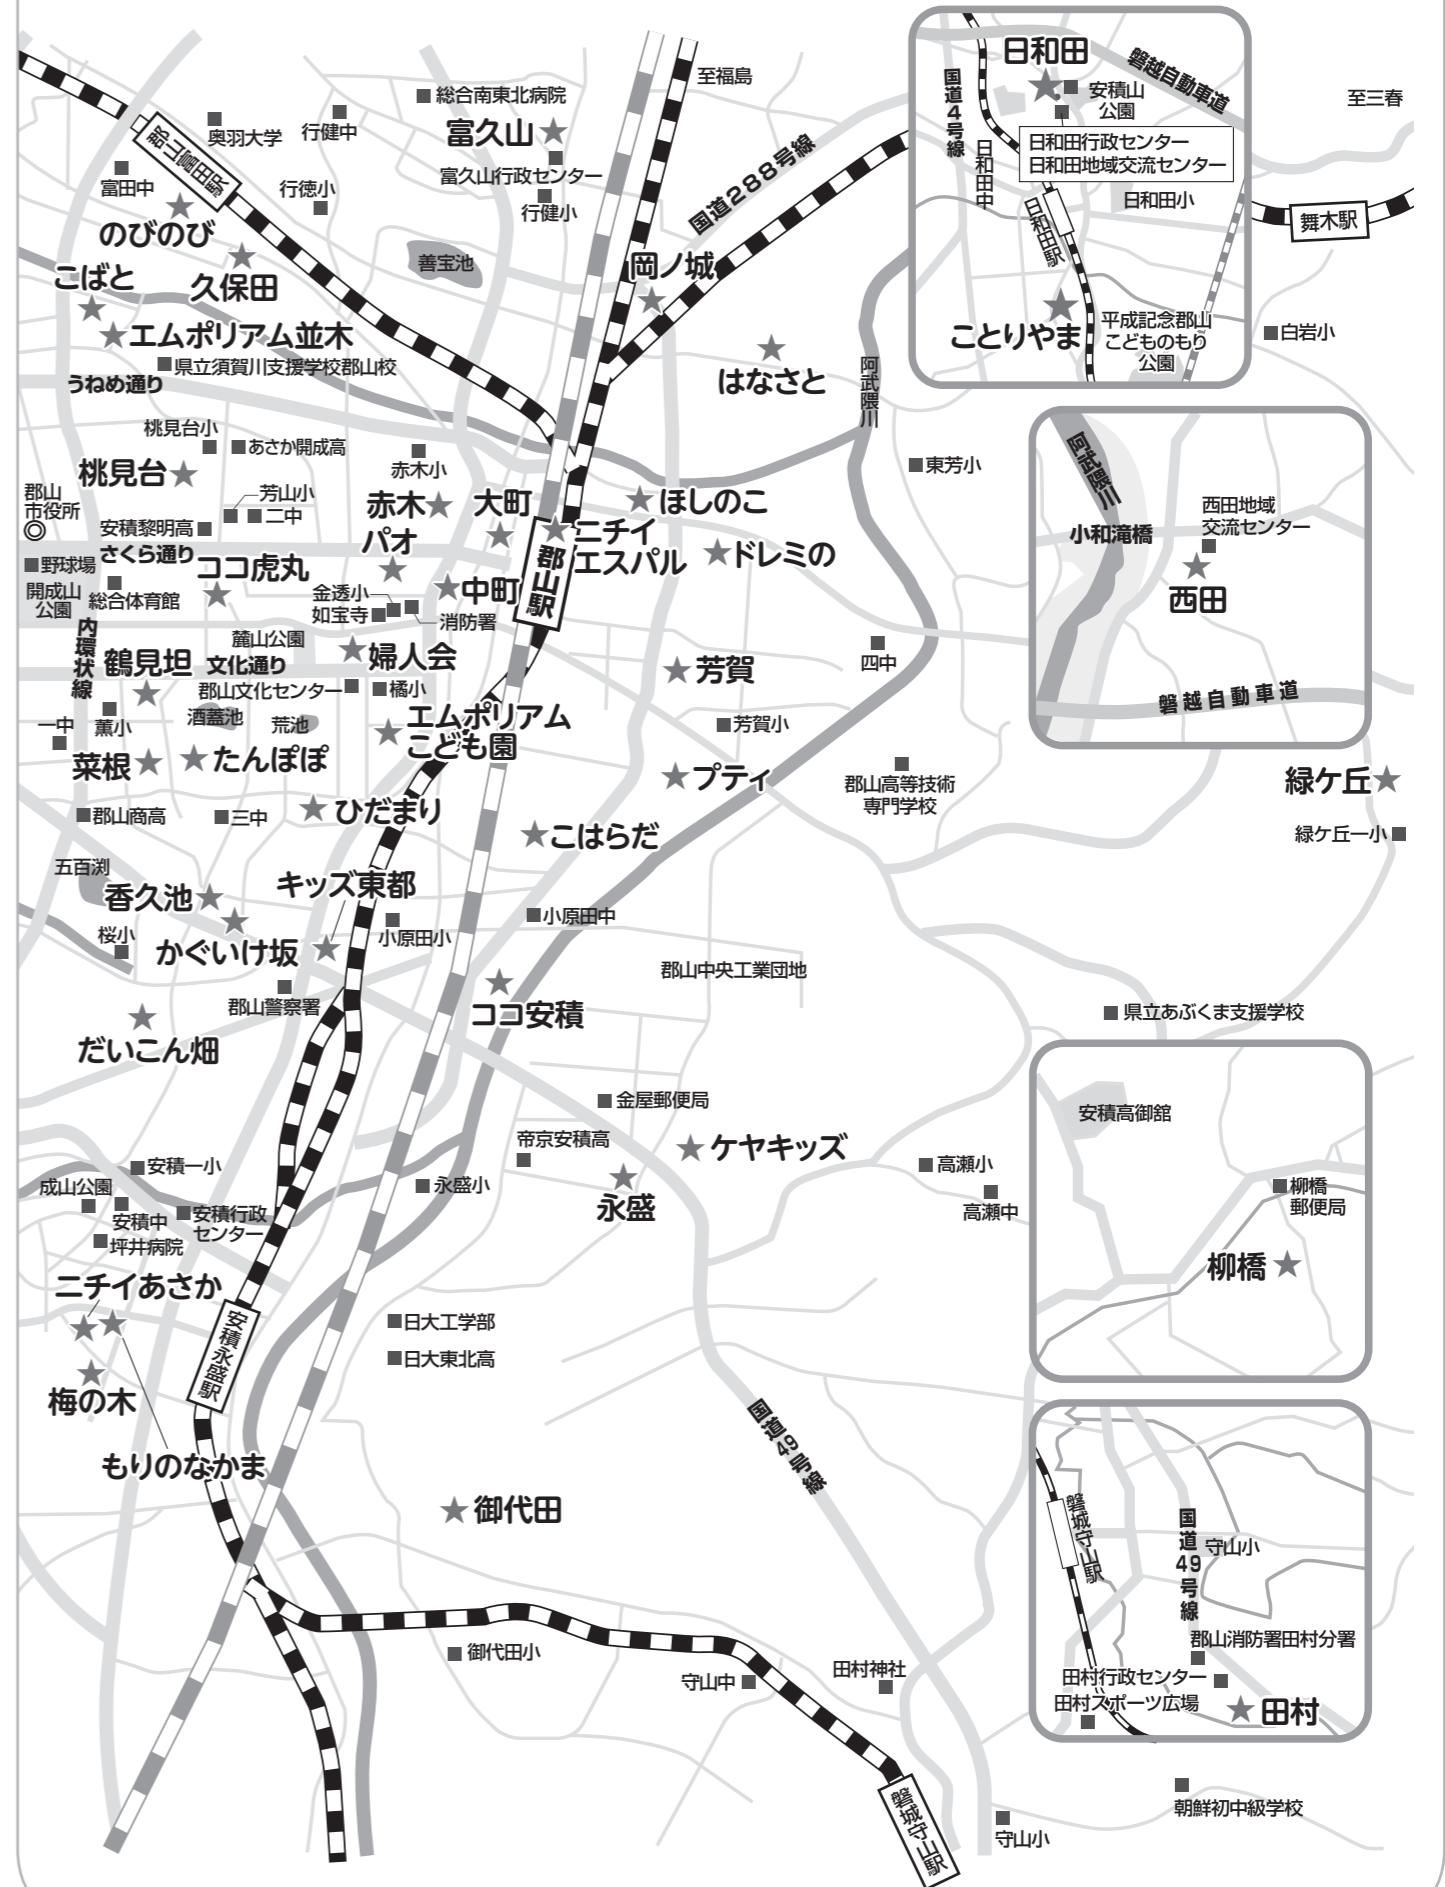 至福島
総合南東北病院
奥羽大学
行健中
富久山
郡山富田駅
富久山行政センター
富田中
行徳小
行健小
国道288号線
のびのび
善宝池
岡ノ城
こばと
久保田
エムポリアム並木
県立須賀川支援学校郡山校
うねめ通り
はなさと
阿武隈川
日和田
磐越自動車道
国道4号線
安積山
公園
日和田行政センター
日和田地域交流センター
日和田中
日和田小
日和田駅
ことりやま
平成記念郡山
こどものもり
公園
至三春
舞木駅
白岩小
桃見台小
あさか開成高
赤木小
東芳小
桃見台
郡山
市役所
芳山小
二中
安積黎明高
赤木
大町
ほしのこ
さくら通り
パオ
ニチイ
エスパル
ドレミの
野球場
ココ虎丸
開成山
公園
総合体育館
金透小
如宝寺
中町
消防署
郡山駅
内環状線
麓山公園
婦人会
鶴見坦
文化通り
郡山文化センター
橘小
芳賀
四中
一中
薫小
酒蓋池
荒池
エムポリアム
こども園
芳賀小
菜根
たんぽぽ
プティ
郡山高等技術
専門学校
郡山商高
三中
ひだまり
こはらだ
阿武隈川
小和滝橋
西田地域
交流センター
西田
磐越自動車道
緑ケ丘
緑ケ丘一小
五百渕
香久池
キッズ東都
桜小
かぐいけ坂
小原田小
小原田中
郡山中央工業団地
郡山警察署
ココ安積
県立あぶくま支援学校
だいこん畑
金屋郵便局
帝京安積高
ケヤキッズ
安積一小
永盛小
永盛
高瀬小
高瀬中
成山公園
安積中
安積行政
センター
坪井病院
安積高御舘
柳橋
郵便局
柳橋
ニチイあさか
安積永盛駅
日大工学部
日大東北高
梅の木
もりのなかま
国道49号線
御代田
磐城守山駅
国道49号線
守山小
郡山消防署田村分署
田村行政センター
田村スポーツ広場
田村
御代田小
守山中
田村神社
磐城守山駅
守山小
朝鮮初中級学校